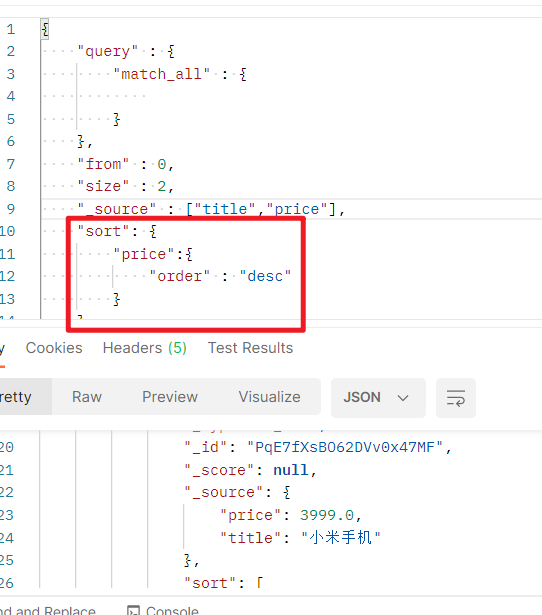 1 {
2 "query" : {
3 "match_all" : {
4
5 }
6 },
7 "from" : 0,
8 "size" : 2,
9 "_source" : ["title","price"],
10 "sort": {
11 "price":{
12 "order" : "desc"
13 }
Cookies Headers (5) Test Results
retty Raw Preview Visualize JSON
20 "_id": "PqE7fXsBO62DVv0x47MF",
21 "_score": null,
22 "_source": {
23 "price": 3999.0,
24 "title": "小米手机"
25 },
26 "sort": [
nd and Replace Console